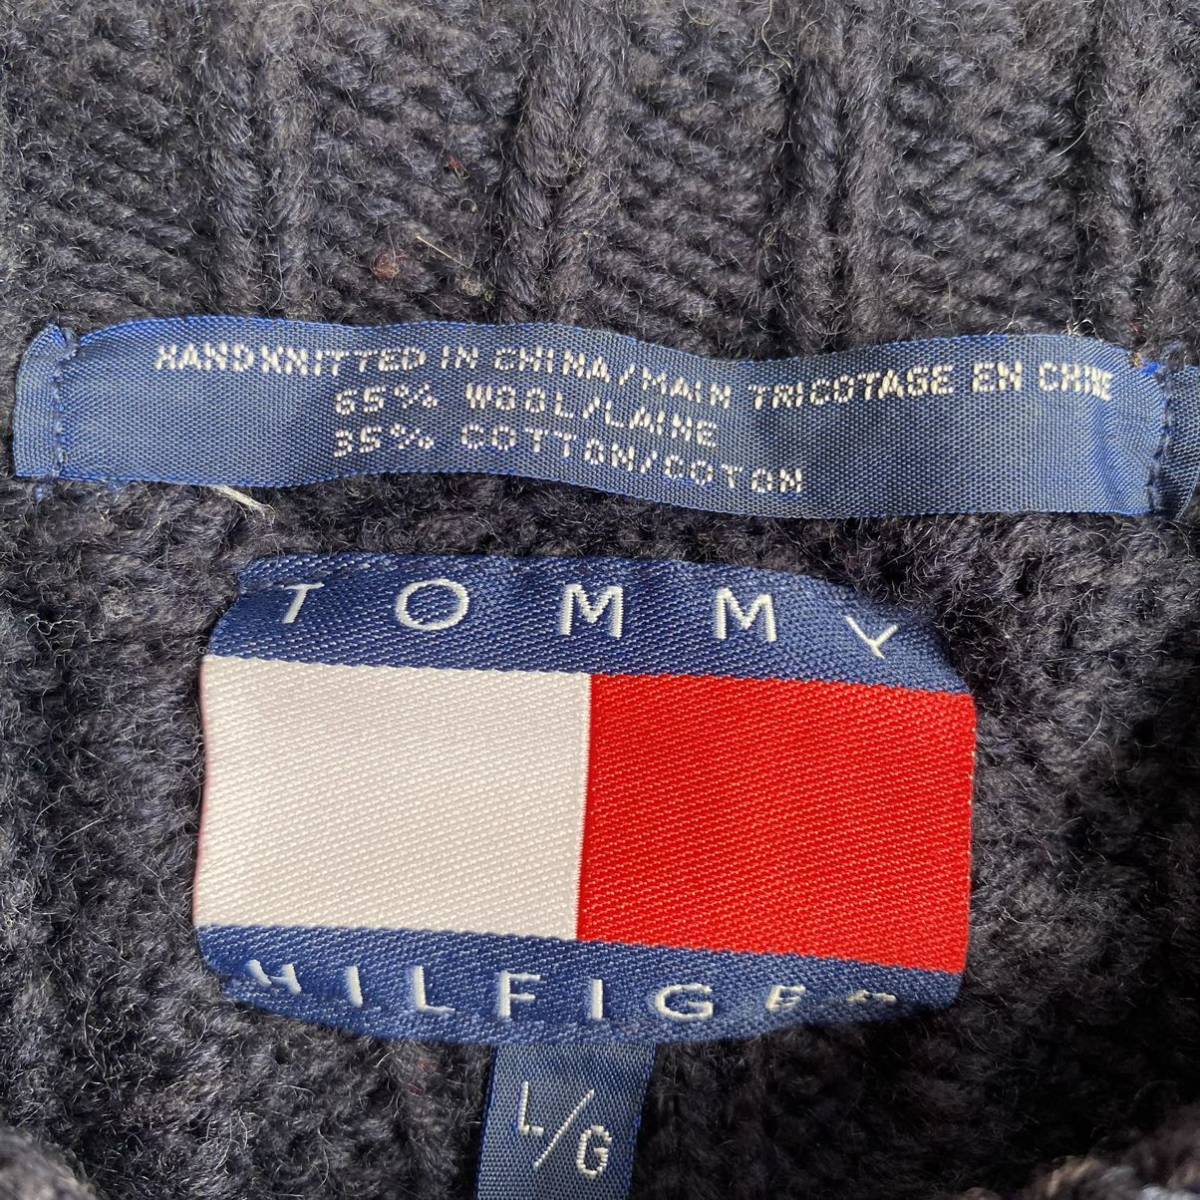 HAND KNITTED IN CHINA/MAIN TRICOTAGE EN CHINE
65% WOOL/LAINE
35% COTTON/COTON
TOMMY
HILFIGER
L/G